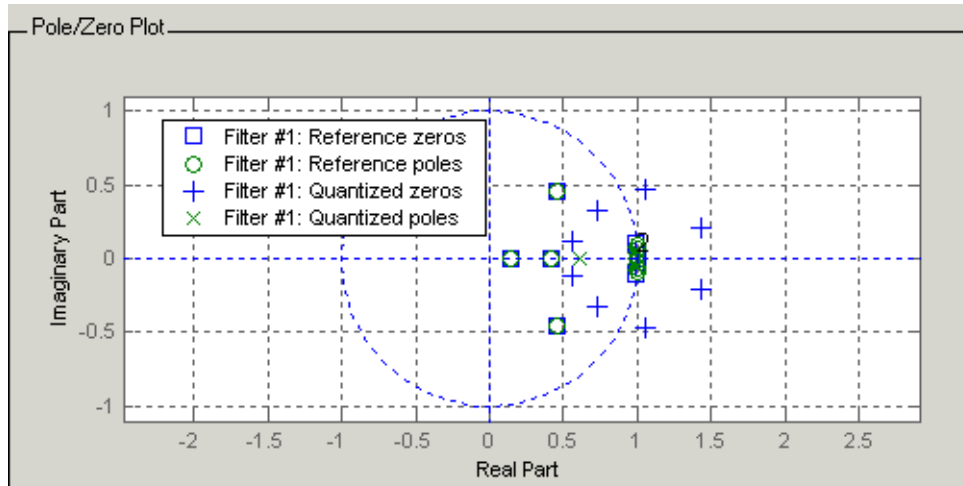 Pole/Zero Plot
1
0.5
0
-0.5
-1
Imaginary Part
Filter #1: Reference zeros
Filter #1: Reference poles
Filter #1: Quantized zeros
Filter #1: Quantized poles
-2 -1.5 -1 -0.5 0 0.5 1 1.5 2 2.5
Real Part